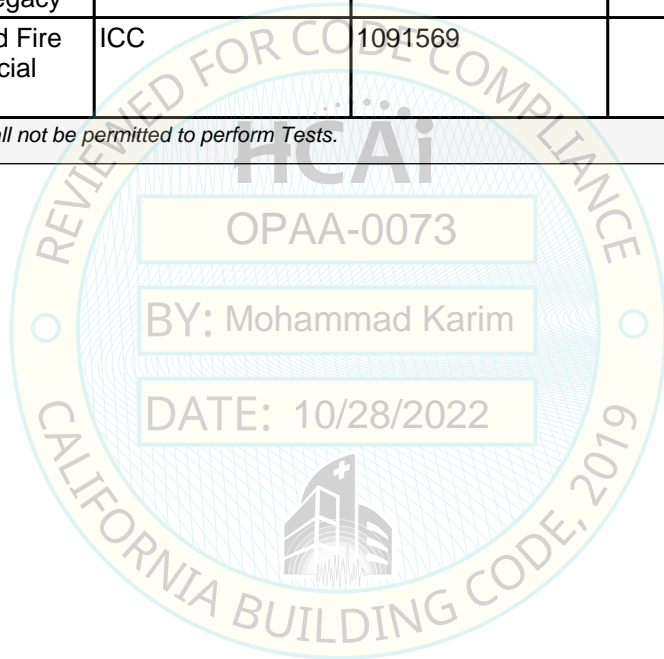 egacy
d Fire ICC 1091569
cial
ll not be permitted to perform Tests.
REVIEWED FOR CODE COMPLIANCE
HCAi
OPAA-0073
BY: Mohammad Karim
DATE: 10/28/2022
CALIFORNIA BUILDING CODE, 2019